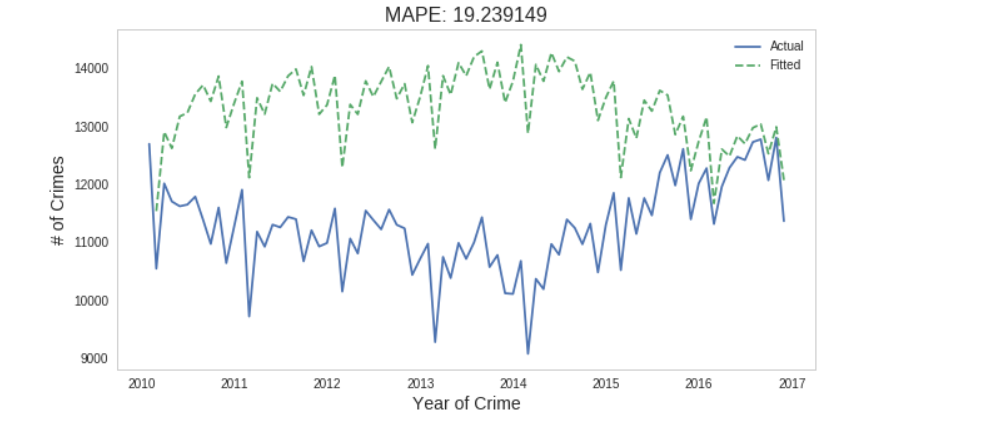 MAPE: 19.239149
Actual
Fitted
14000
13000
12000
11000
10000
9000
# of Crimes
2010 2011 2012 2013 2014 2015 2016 2017
Year of Crime